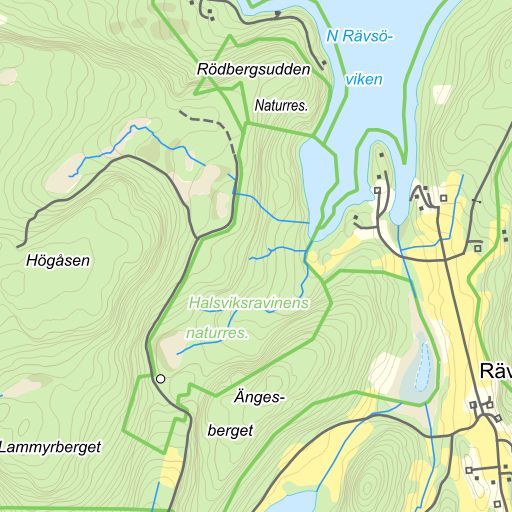 N Rävsö-
viken
Rödbergsudden
Naturres.
Högåsen
Halsviksravinens
naturres.
Räv
Änges-
berget
Lammyrberget